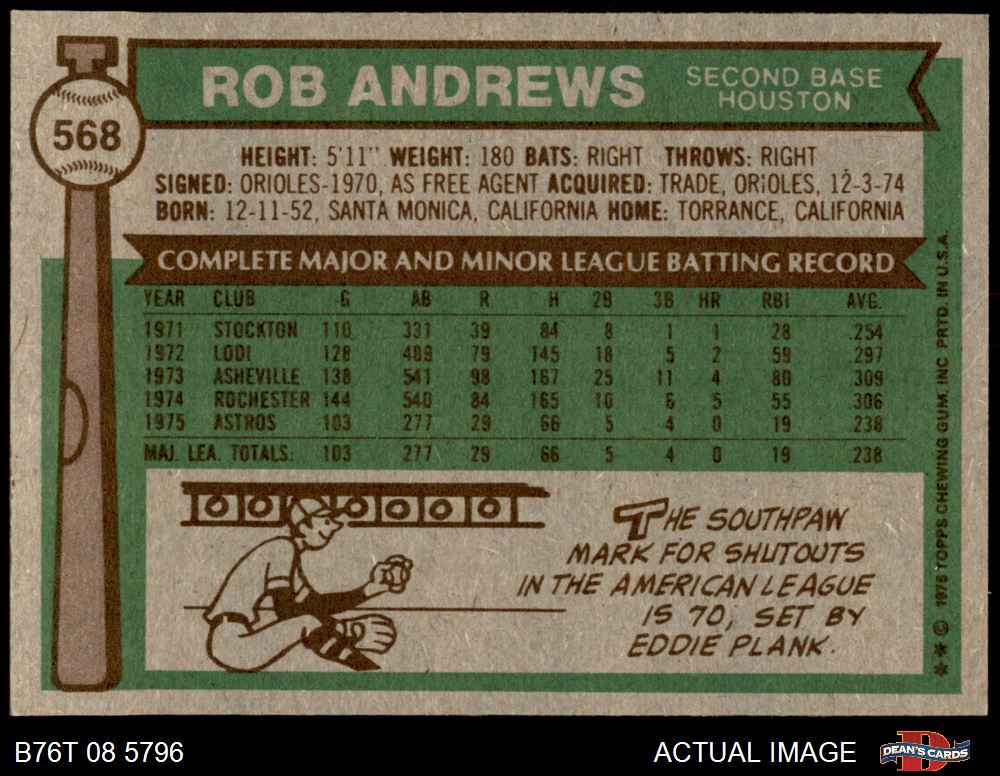 568
ROB ANDREWS
SECOND BASE
HOUSTON
HEIGHT: 5'11" WEIGHT: 180 BATS: RIGHT THROWS: RIGHT
SIGNED: ORIOLES-1970, AS FREE AGENT ACQUIRED: TRADE, ORIOLES, 12-3-74
BORN: 12-11-52, SANTA MONICA, CALIFORNIA HOME: TORRANCE, CALIFORNIA
COMPLETE MAJOR AND MINOR LEAGUE BATTING RECORD
YEAR CLUB G AB R H 2B 3B HR RBI AVG.
1971 STOCKTON 110 331 39 84 8 1 1 28 .254
1972 LODI 128 489 79 145 18 5 2 59 .297
1973 ASHEVILLE 138 541 98 167 25 11 4 80 .309
1974 ROCHESTER 144 540 84 165 10 6 5 55 .306
1975 ASTROS 103 277 29 66 5 4 0 19 .238
MAJ. LEA. TOTALS: 103 277 29 66 5 4 0 19 .238
THE SOUTHPAW
MARK FOR SHUTOUTS
IN THE AMERICAN LEAGUE
IS 70, SET BY
EDDIE PLANK.
** © 1976 TOPPS CHEWING GUM, INC. PRTD. IN U.S.A.
B76T 08 5796
ACTUAL IMAGE
DEAN'S CARDS